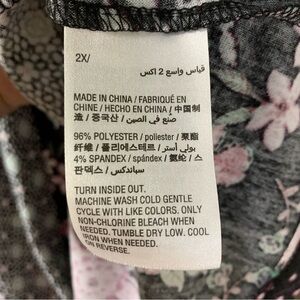 2X/
قياس واسع 2 اكس
MADE IN CHINA / FABRIQUÉ EN
CHINE / HECHO EN CHINA / 中国制
造 / 중국산 / صنع في الصين
96% POLYESTER / poliester / 聚酯
纤维 / 폴리에스테르 / بولي أستر
4% SPANDEX / spándex / 氨纶 / 스
판덱스 / سباندكس
TURN INSIDE OUT.
MACHINE WASH COLD GENTLE
CYCLE WITH LIKE COLORS. ONLY
NON-CHLORINE BLEACH WHEN
NEEDED. TUMBLE DRY LOW. COOL
IRON WHEN NEEDED.
ON REVERSE.